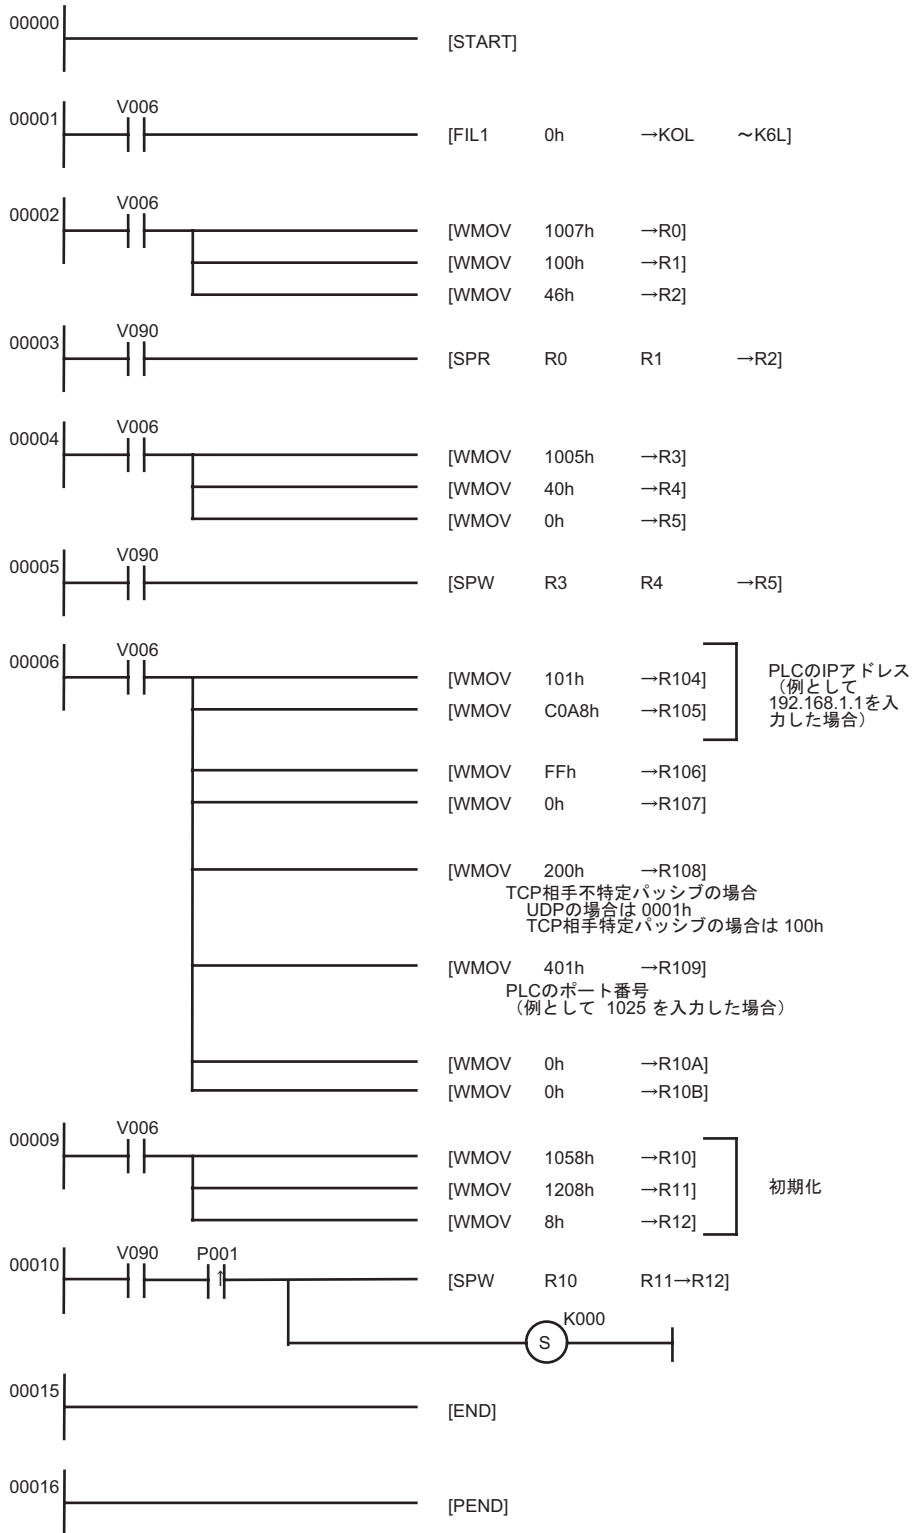 00000
[START]
V006
00001
[FIL1 0h →KOL ～K6L]
V006
00002
[WMOV 1007h →R0]
[WMOV 100h →R1]
[WMOV 46h →R2]
V090
00003
[SPR R0 R1 →R2]
V006
00004
[WMOV 1005h →R3]
[WMOV 40h →R4]
[WMOV 0h →R5]
V090
00005
[SPW R3 R4 →R5]
V006
00006
[WMOV 101h →R104]
[WMOV C0A8h →R105]
PLCのIPアドレス
（例として
192.168.1.1を入
力した場合）
[WMOV FFh →R106]
[WMOV 0h →R107]
[WMOV 200h →R108]
TCP相手不特定パッシブの場合
UDPの場合は 0001h
TCP相手特定パッシブの場合は 100h
[WMOV 401h →R109]
PLCのポート番号
（例として 1025 を入力した場合）
[WMOV 0h →R10A]
[WMOV 0h →R10B]
V006
00009
[WMOV 1058h →R10]
[WMOV 1208h →R11]
[WMOV 8h →R12]
初期化
V090 P001
00010
↑
[SPW R10 R11→R12]
K000
S
00015
[END]
00016
[PEND]